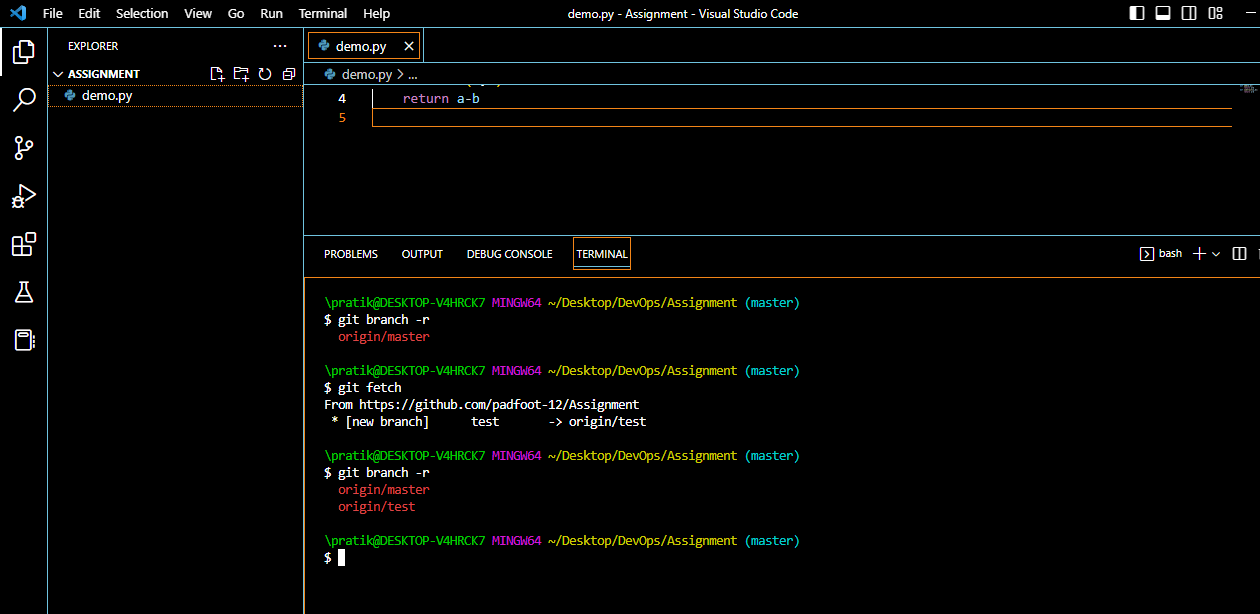 File Edit Selection View Go Run Terminal Help demo.py - Assignment - Visual Studio Code
EXPLORER ...
ASSIGNMENT
demo.py
demo.py
demo.py > ...
4 return a-b
5
PROBLEMS OUTPUT DEBUG CONSOLE TERMINAL bash
\pratik@DESKTOP-V4HRCK7 MINGW64 ~/Desktop/DevOps/Assignment (master)
$ git branch -r
origin/master
\pratik@DESKTOP-V4HRCK7 MINGW64 ~/Desktop/DevOps/Assignment (master)
$ git fetch
From https://github.com/padfoot-12/Assignment
* [new branch] test -> origin/test
\pratik@DESKTOP-V4HRCK7 MINGW64 ~/Desktop/DevOps/Assignment (master)
$ git branch -r
origin/master
origin/test
\pratik@DESKTOP-V4HRCK7 MINGW64 ~/Desktop/DevOps/Assignment (master)
$